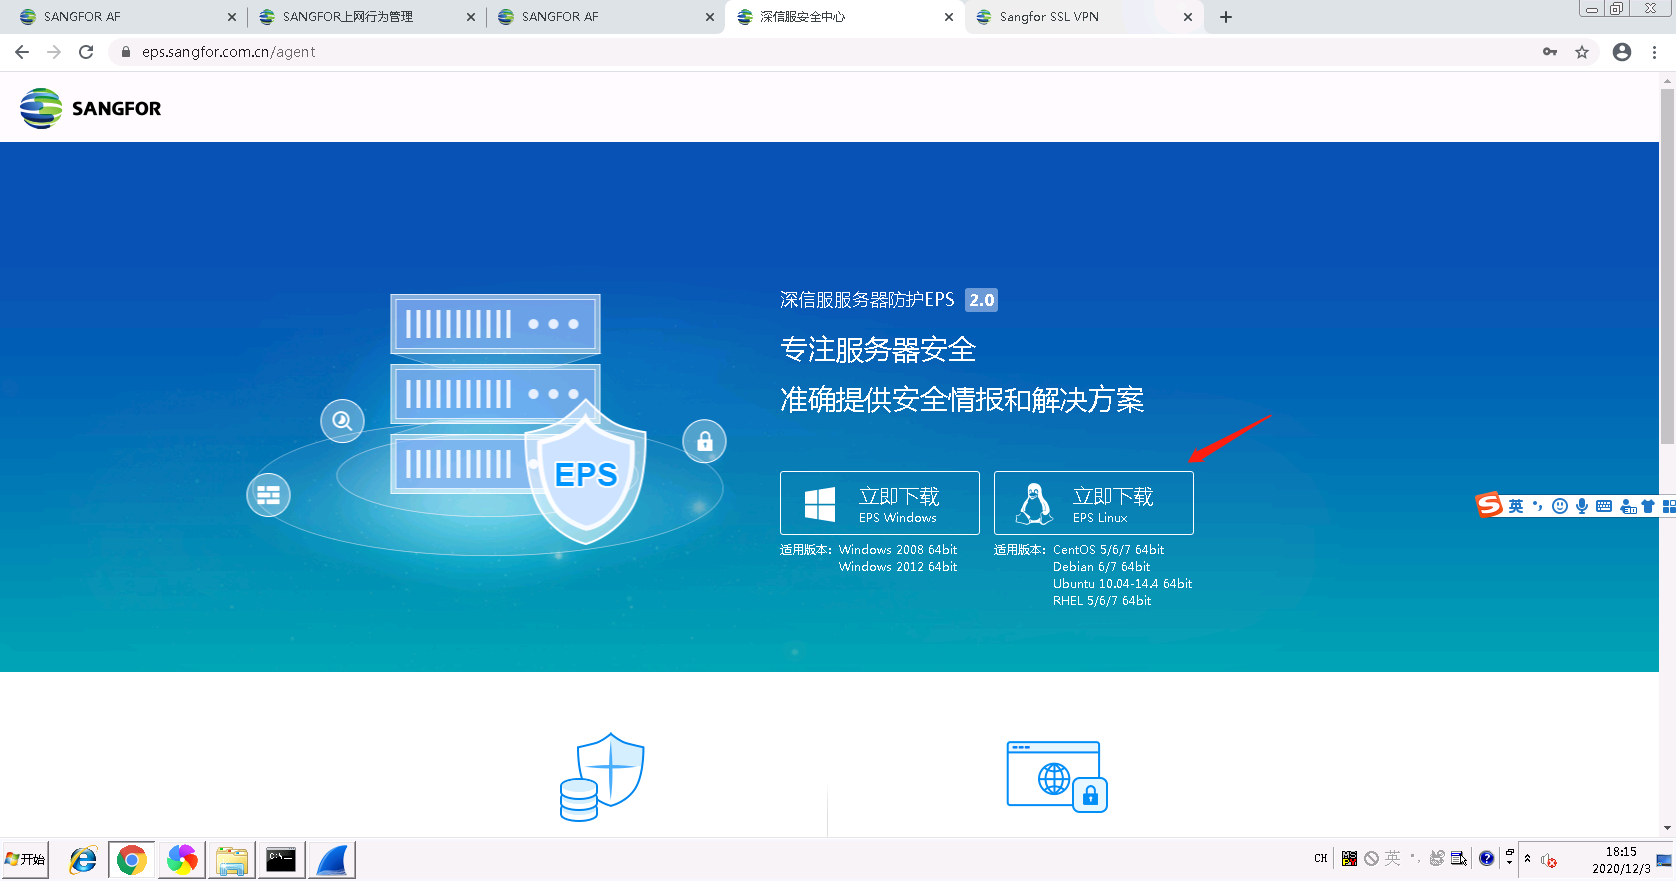 SANGFOR AF
SANGFOR上网行为管理
SANGFOR AF
深信服安全中心
Sangfor SSL VPN
eps.sangfor.com.cn/agent
SANGFOR
深信服服务器防护EPS 2.0
专注服务器安全
准确提供安全情报和解决方案
EPS
立即下载
EPS Windows
立即下载
EPS Linux
适用版本: Windows 2008 64bit
Windows 2012 64bit
适用版本: CentOS 5/6/7 64bit
Debian 6/7 64bit
Ubuntu 10.04-14.4 64bit
RHEL 5/6/7 64bit
英
开始
C:\
CH
英
18:15
2020/12/3